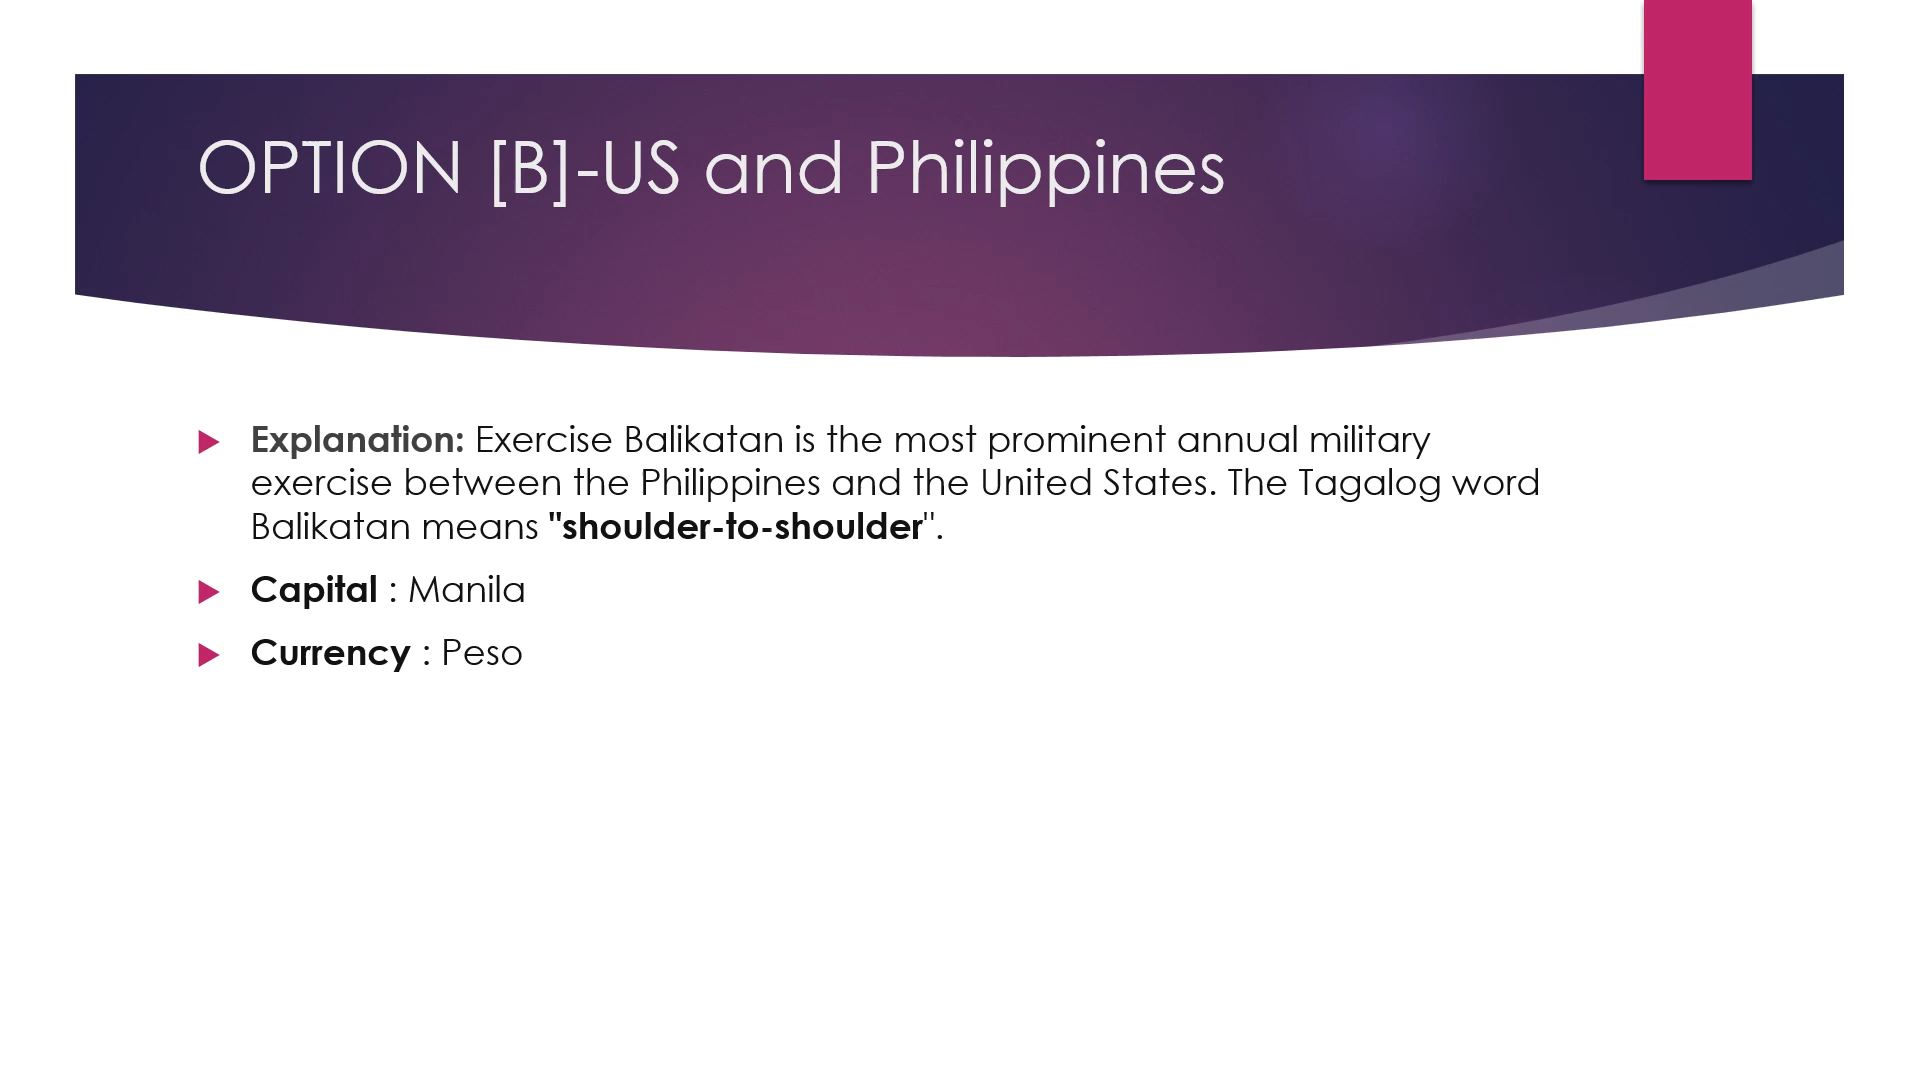 OPTION [B]-US and Philippines
Explanation: Exercise Balikatan is the most prominent annual military
exercise between the Philippines and the United States. The Tagalog word
Balikatan means "shoulder-to-shoulder".
Capital : Manila
Currency : Peso